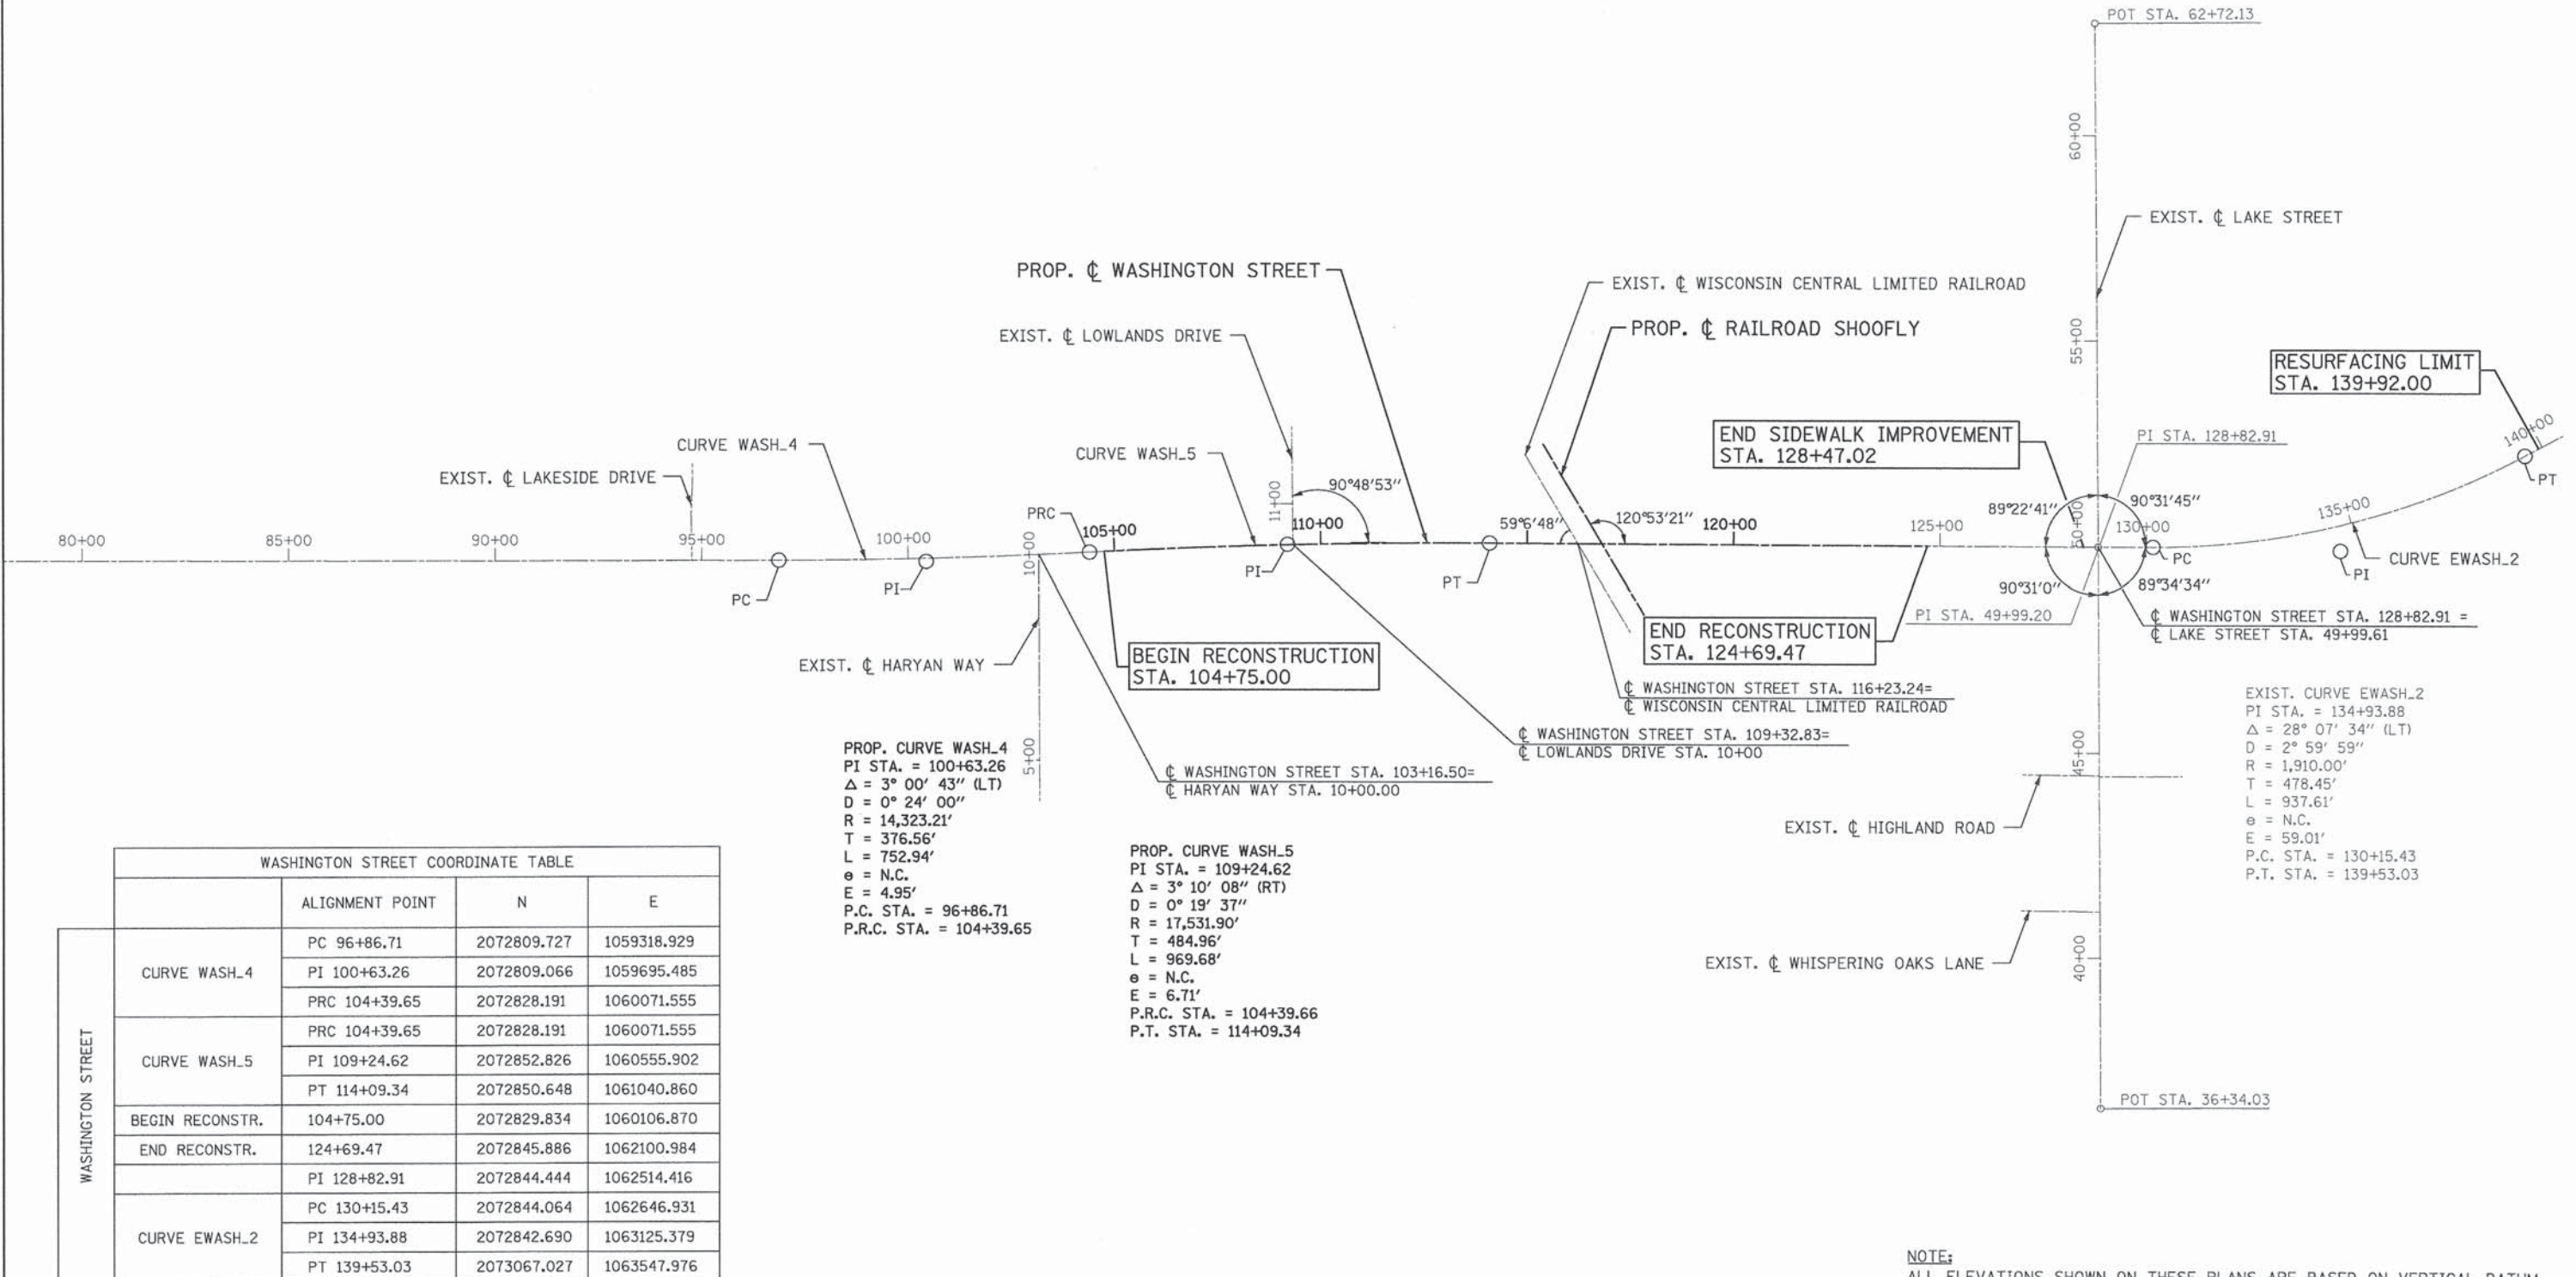 POT STA. 62+72.13
60+00
EXIST. ℄ LAKE STREET
55+00
PROP. ℄ WASHINGTON STREET
EXIST. ℄ WISCONSIN CENTRAL LIMITED RAILROAD
EXIST. ℄ LOWLANDS DRIVE
PROP. ℄ RAILROAD SHOOFLY
RESURFACING LIMIT
STA. 139+92.00
140+00
PT
END SIDEWALK IMPROVEMENT
STA. 128+47.02
PI STA. 128+82.91
CURVE WASH_4
EXIST. ℄ LAKESIDE DRIVE
CURVE WASH_5
11+00
90°48'53"
89°22'41"
90°31'45"
135+00
PRC
59°6'48"
120°53'21"
80+00
85+00
90+00
95+00
100+00
105+00
110+00
120+00
125+00
50+00
130+00
10+00
PC
PI
PI
PT
PC
PI
CURVE EWASH_2
90°31'0"
89°34'34"
PI STA. 49+99.20
℄ WASHINGTON STREET STA. 128+82.91 =
℄ LAKE STREET STA. 49+99.61
EXIST. ℄ HARYAN WAY
BEGIN RECONSTRUCTION
STA. 104+75.00
END RECONSTRUCTION
STA. 124+69.47
℄ WASHINGTON STREET STA. 116+23.24=
℄ WISCONSIN CENTRAL LIMITED RAILROAD
℄ WASHINGTON STREET STA. 109+32.83=
℄ LOWLANDS DRIVE STA. 10+00
℄ WASHINGTON STREET STA. 103+16.50=
℄ HARYAN WAY STA. 10+00.00
5+00
45+00
EXIST. ℄ HIGHLAND ROAD
EXIST. ℄ WHISPERING OAKS LANE
40+00
POT STA. 36+34.03
PROP. CURVE WASH_4
PI STA. = 100+63.26
Δ = 3° 00' 43" (LT)
D = 0° 24' 00"
R = 14,323.21'
T = 376.56'
L = 752.94'
e = N.C.
E = 4.95'
P.C. STA. = 96+86.71
P.R.C. STA. = 104+39.65
PROP. CURVE WASH_5
PI STA. = 109+24.62
Δ = 3° 10' 08" (RT)
D = 0° 19' 37"
R = 17,531.90'
T = 484.96'
L = 969.68'
e = N.C.
E = 6.71'
P.R.C. STA. = 104+39.66
P.T. STA. = 114+09.34
EXIST. CURVE EWASH_2
PI STA. = 134+93.88
Δ = 28° 07' 34" (LT)
D = 2° 59' 59"
R = 1,910.00'
T = 478.45'
L = 937.61'
e = N.C.
E = 59.01'
P.C. STA. = 130+15.43
P.T. STA. = 139+53.03
WASHINGTON STREET COORDINATE TABLE
ALIGNMENT POINT N E
WASHINGTON STREET
CURVE WASH_4
PC 96+86.71 2072809.727 1059318.929
PI 100+63.26 2072809.066 1059695.485
PRC 104+39.65 2072828.191 1060071.555
CURVE WASH_5
PRC 104+39.65 2072828.191 1060071.555
PI 109+24.62 2072852.826 1060555.902
PT 114+09.34 2072850.648 1061040.860
BEGIN RECONSTR. 104+75.00 2072829.834 1060106.870
END RECONSTR. 124+69.47 2072845.886 1062100.984
PI 128+82.91 2072844.444 1062514.416
CURVE EWASH_2
PC 130+15.43 2072844.064 1062646.931
PI 134+93.88 2072842.690 1063125.379
PT 139+53.03 2073067.027 1063547.976
NOTE:
ALL ELEVATIONS SHOWN ON THESE PLANS ARE BASED ON VERTICAL DATUM